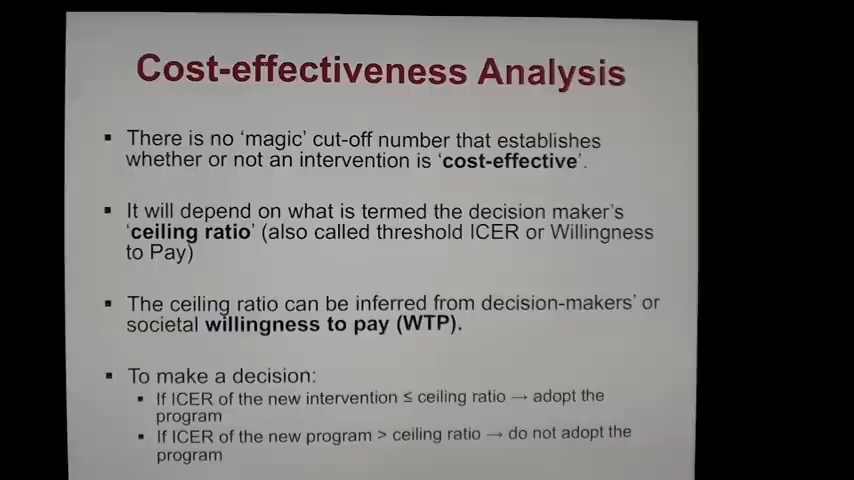 Cost-effectiveness Analysis
▪ There is no ‘magic’ cut-off number that establishes
whether or not an intervention is ‘cost-effective’.
▪ It will depend on what is termed the decision maker’s
‘ceiling ratio’ (also called threshold ICER or Willingness
to Pay)
▪ The ceiling ratio can be inferred from decision-makers’ or
societal willingness to pay (WTP).
▪ To make a decision:
▪ If ICER of the new intervention ≤ ceiling ratio → adopt the
program
▪ If ICER of the new program > ceiling ratio → do not adopt the
program